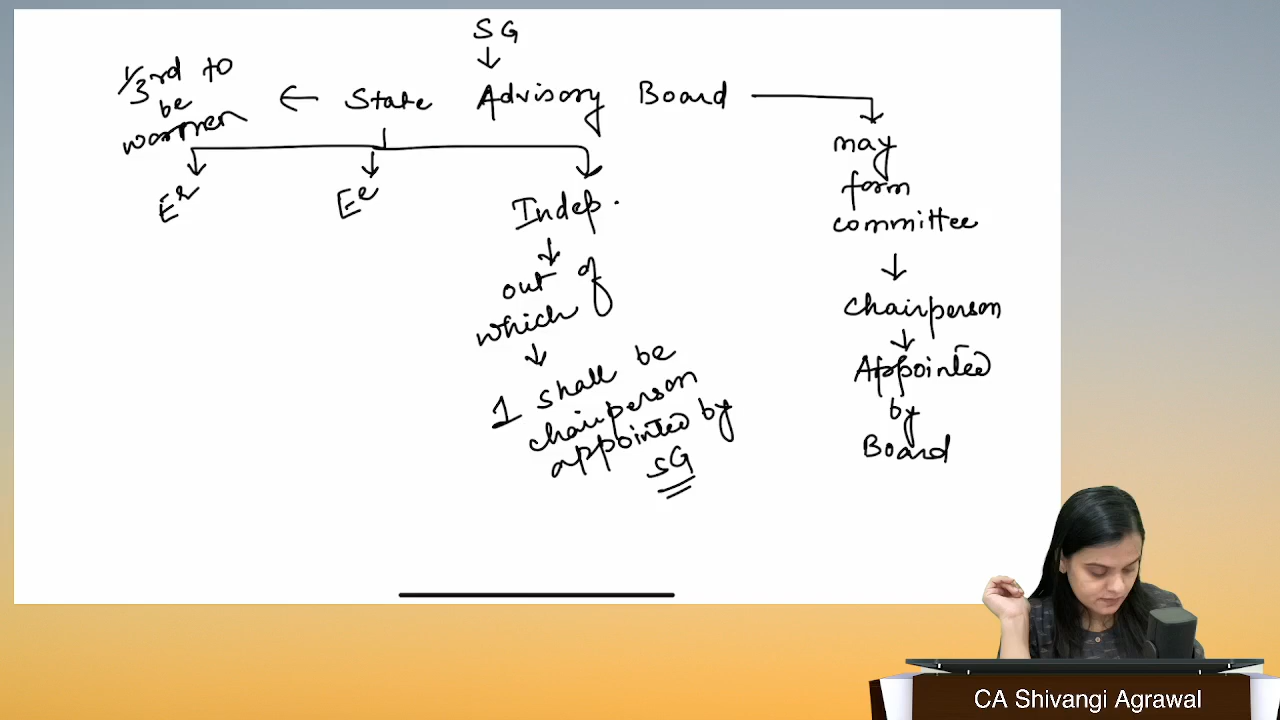 SG
1/3rd to
be
women
State Advisory Board
Er
Ee
Indep.
out of
which
1 shall be
chairperson
appointed by
SG
may
form
committee
chairperson
Appointed
by
Board
CA Shivangi Agrawal